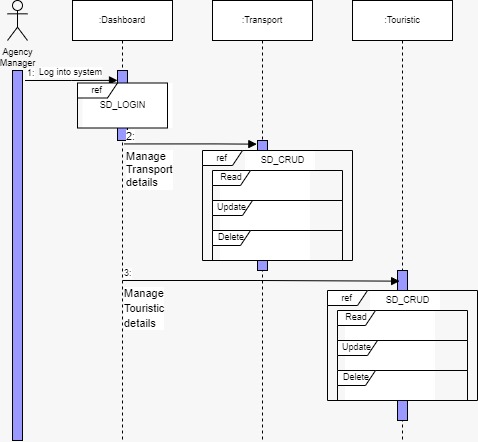 :Dashboard
:Transport
:Touristic
Agency
Manager
1: Log into system
ref
SD_LOGIN
2:
Manage
Transport
details
ref
SD_CRUD
Read
Update
Delete
3:
Manage
Touristic
details
ref
SD_CRUD
Read
Update
Delete